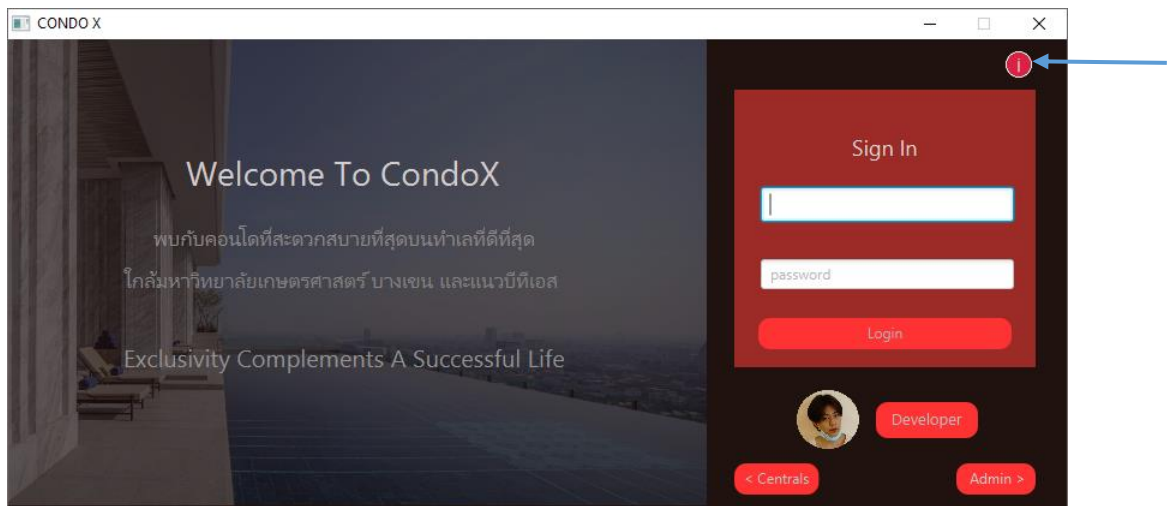 CONDO X
i
Welcome To CondoX
พบกับคอนโดที่สะดวกสบายที่สุดบนทำเลที่ดีที่สุด
ใกล้มหาวิทยาลัยเกษตรศาสตร์ บางเขน และแนวบีทีเอส
Exclusivity Complements A Successful Life
Sign In
password
Login
Developer
< Centrals
Admin >